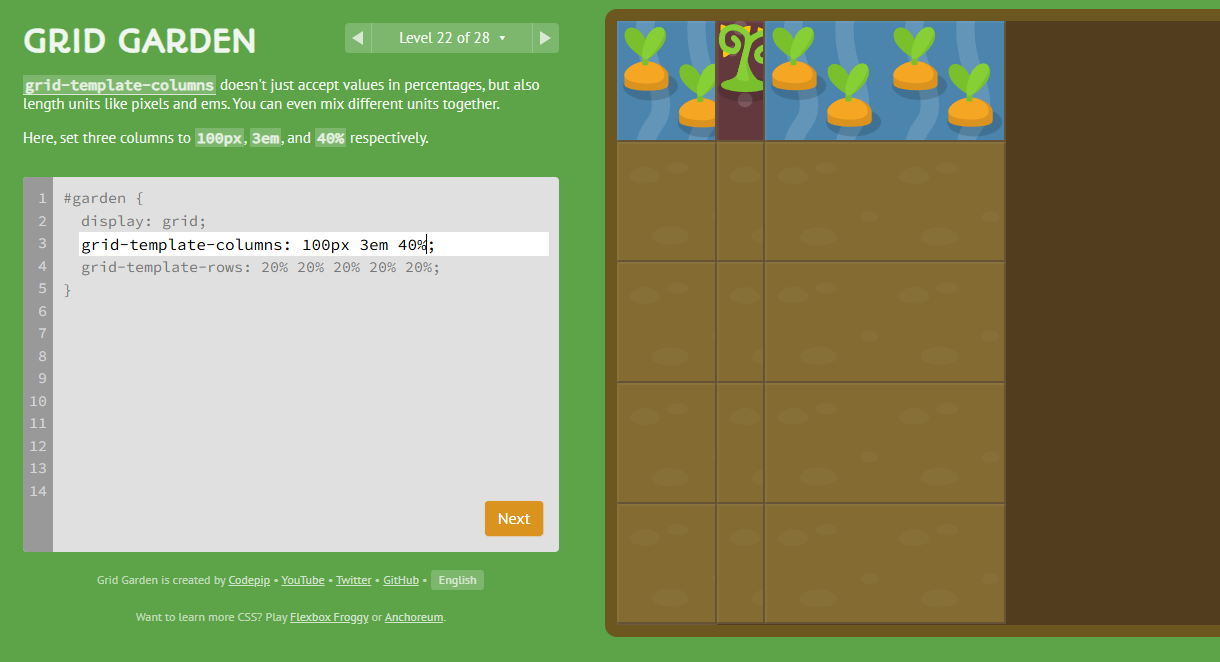 GRID GARDEN
◀ Level 22 of 28 ▾ ▶
grid-template-columns doesn't just accept values in percentages, but also
length units like pixels and ems. You can even mix different units together.
Here, set three columns to 100px, 3em, and 40% respectively.
1 #garden {
2 display: grid;
3 grid-template-columns: 100px 3em 40%;
4 grid-template-rows: 20% 20% 20% 20% 20%;
5 }
6
7
8
9
10
11
12
13
14
Next
Grid Garden is created by Codepip • YouTube • Twitter • GitHub • English
Want to learn more CSS? Play Flexbox Froggy or Anchoreum.